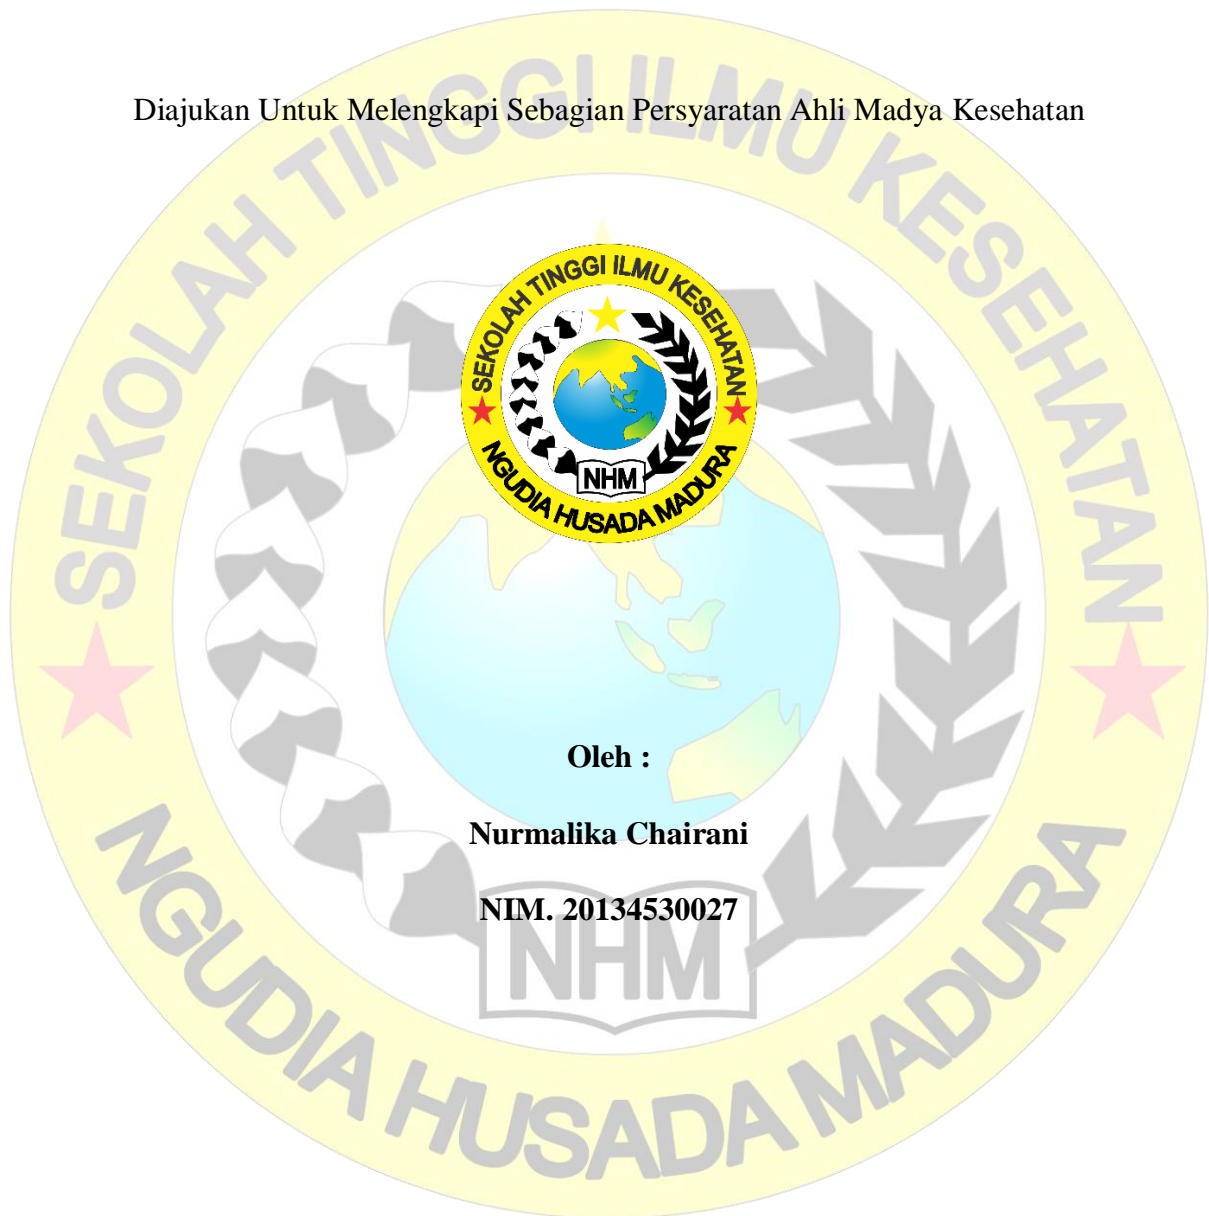 Diajukan Untuk Melengkapi Sebagian Persyaratan Ahli Madya Kesehatan
SEKOLAH TINGGI ILMU KESEHATAN
NHM
NGUDIA HUSADA MADURA
Oleh :
Nurmalika Chairani
NIM. 20134530027
SEKOLAH TINGGI ILMU KESEHATAN
NHM
NGUDIA HUSADA MADURA